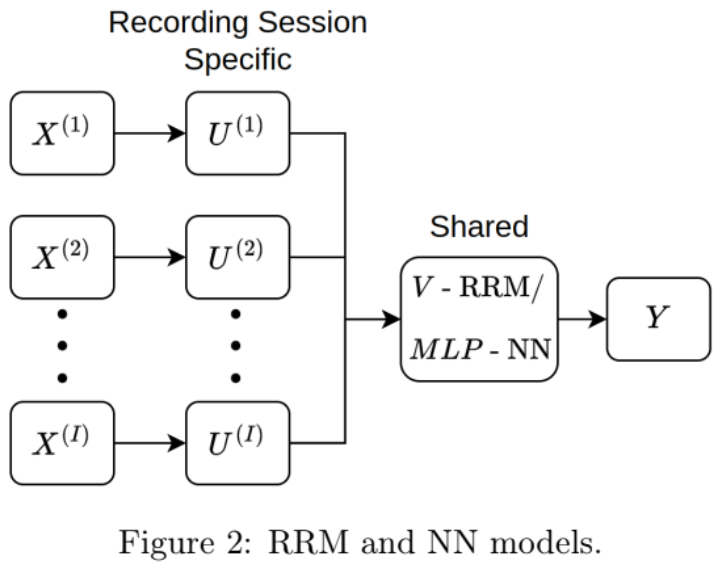 Recording Session
Specific
X^{(1)}
U^{(1)}
X^{(2)}
U^{(2)}
Shared
V - RRM/
MLP - NN
Y
X^{(I)}
U^{(I)}
Figure 2: RRM and NN models.